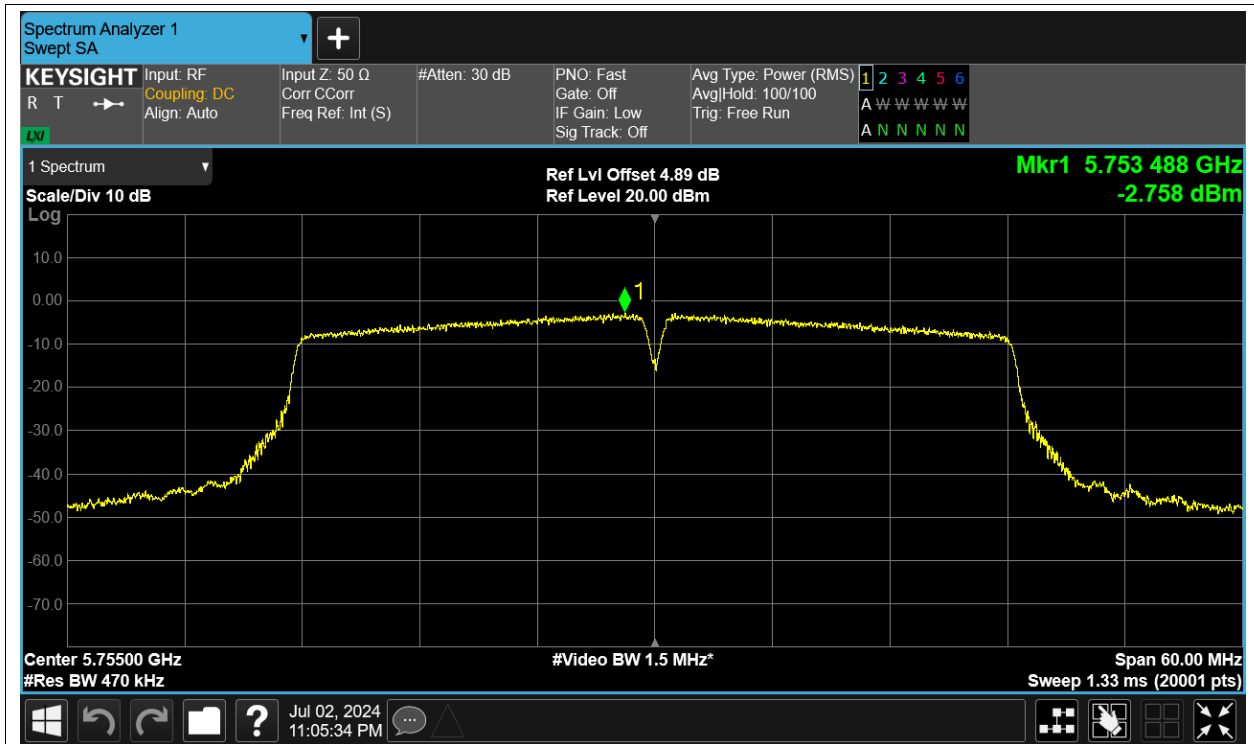 Spectrum Analyzer 1
Swept SA
KEYSIGHT
R T
LXI
Input: RF
Coupling: DC
Align: Auto
Input Z: 50 Ω
Corr CCorr
Freq Ref: Int (S)
#Atten: 30 dB
PNO: Fast
Gate: Off
IF Gain: Low
Sig Track: Off
Avg Type: Power (RMS)
Avg|Hold: 100/100
Trig: Free Run
1 2 3 4 5 6
A W W W W W
A N N N N N
1 Spectrum
Scale/Div 10 dB
Log
Ref Lvl Offset 4.89 dB
Ref Level 20.00 dBm
Mkr1 5.753 488 GHz
-2.758 dBm
10.0
0.00
-10.0
-20.0
-30.0
-40.0
-50.0
-60.0
-70.0
1
Center 5.75500 GHz
#Res BW 470 kHz
#Video BW 1.5 MHz*
Span 60.00 MHz
Sweep 1.33 ms (20001 pts)
?
Jul 02, 2024
11:05:34 PM